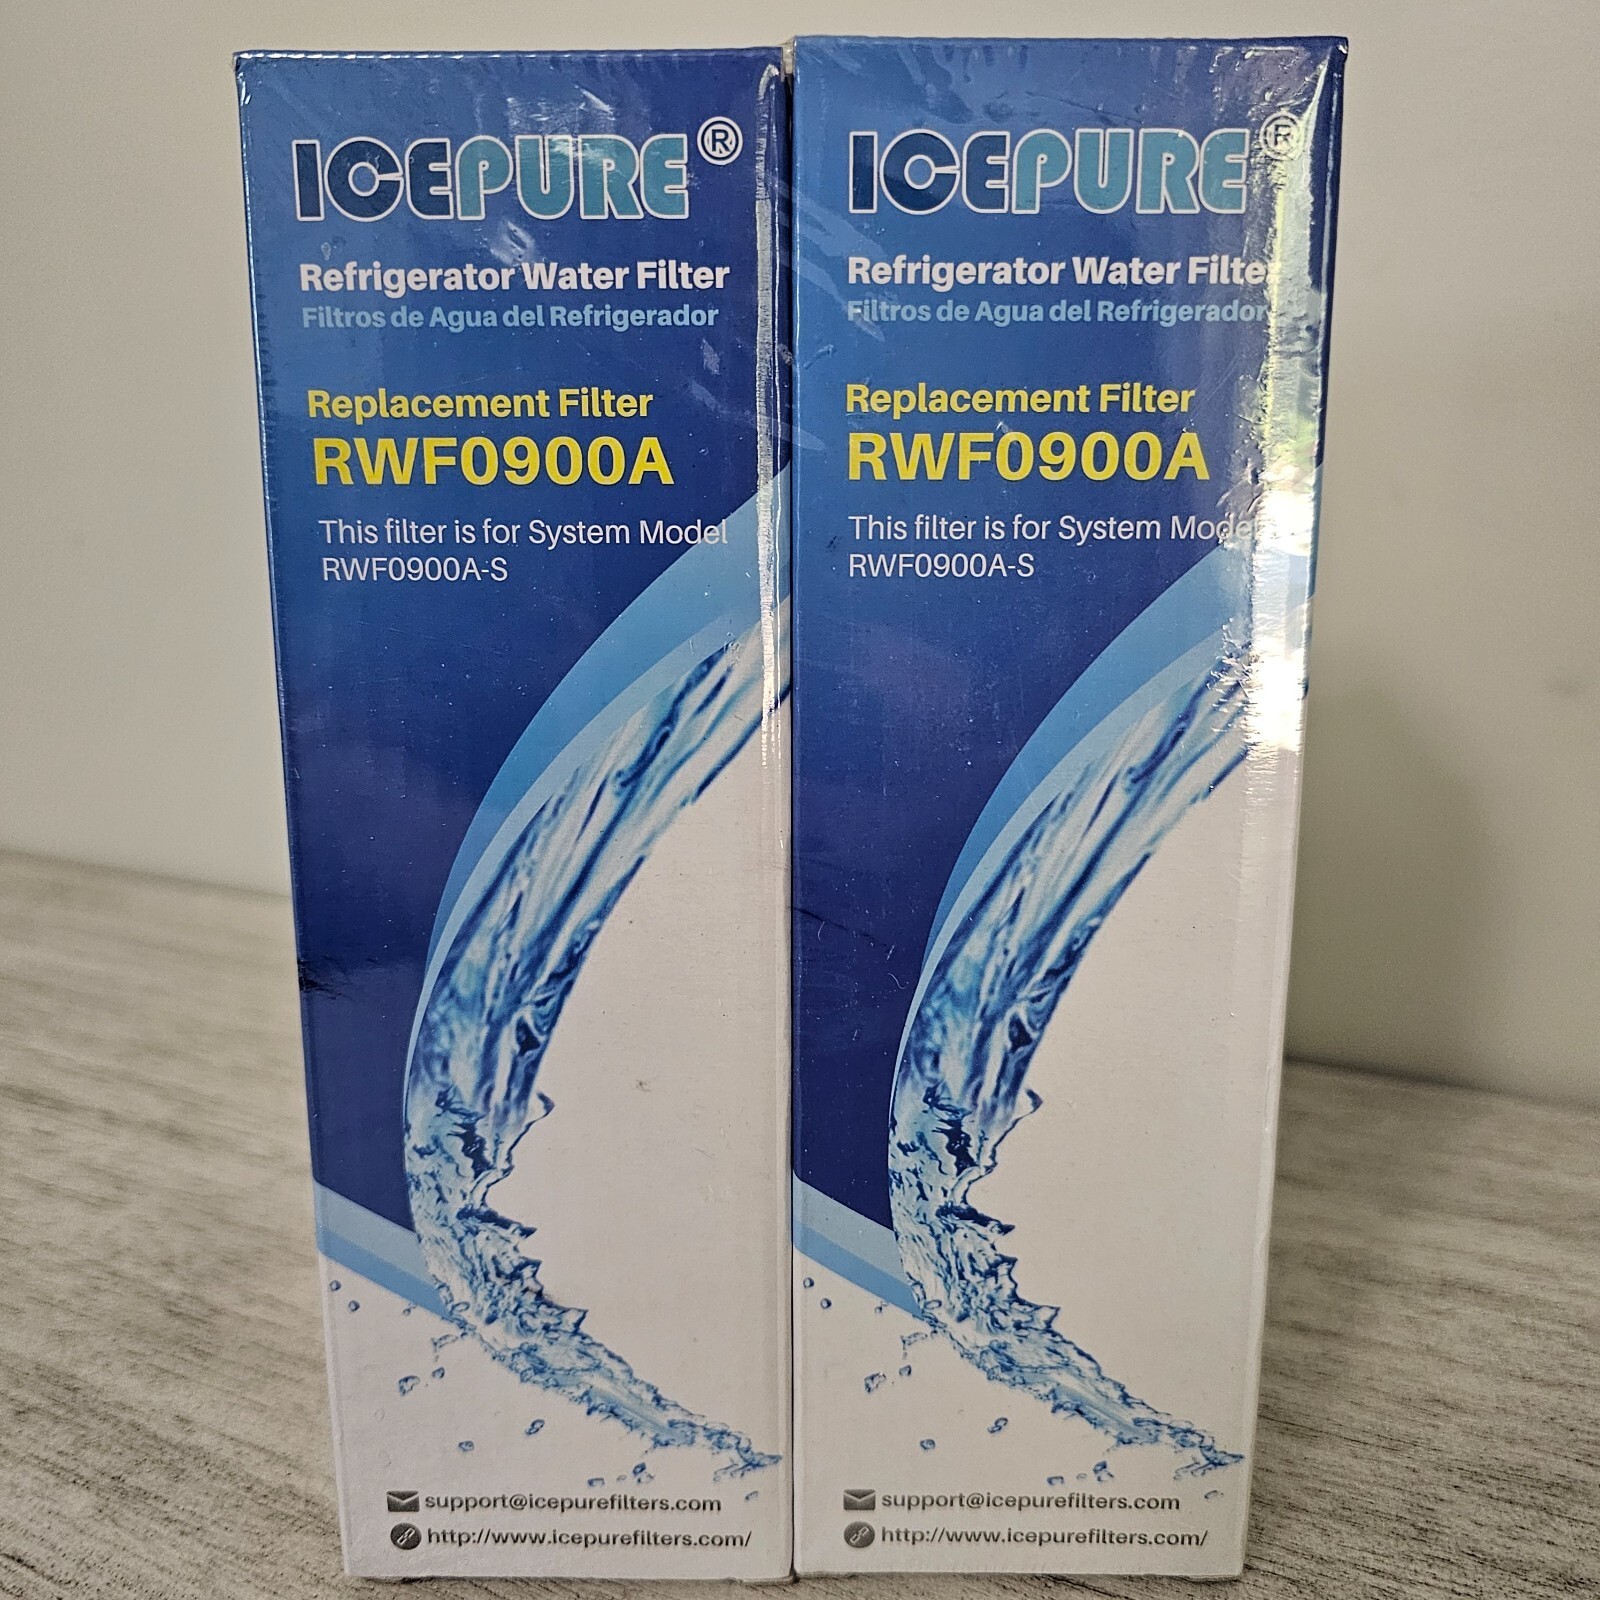 ICEPURE®
Refrigerator Water Filter
Filtros de Agua del Refrigerador
Replacement Filter
RWF0900A
This filter is for System Model
RWF0900A-S
support@icepurefilters.com
http://www.icepurefilters.com/
ICEPURE®
Refrigerator Water Filter
Filtros de Agua del Refrigerador
Replacement Filter
RWF0900A
This filter is for System Model
RWF0900A-S
support@icepurefilters.com
http://www.icepurefilters.com/